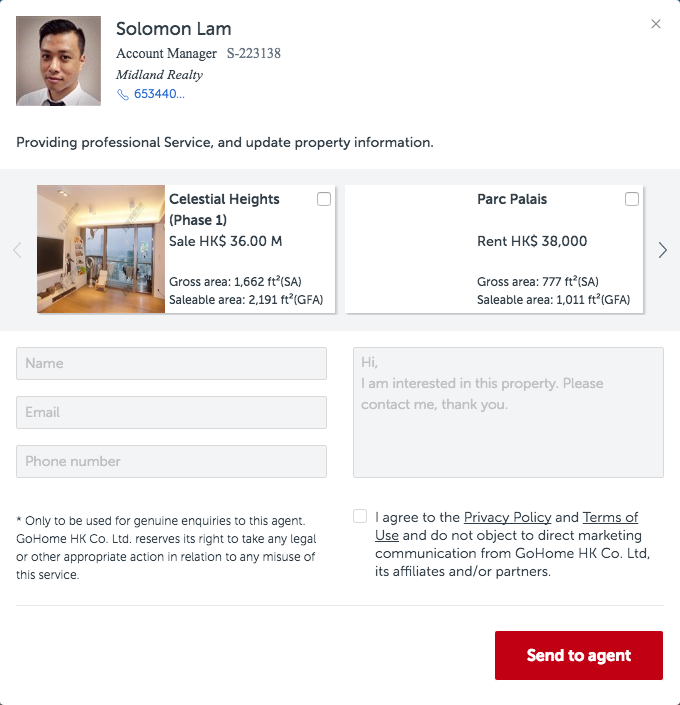 Solomon Lam
Account Manager S-223138
Midland Realty
653440...
Providing professional Service, and update property information.
Celestial Heights
(Phase 1)
Sale HK$ 36.00 M
Gross area: 1,662 ft²(SA)
Saleable area: 2,191 ft²(GFA)
Parc Palais
Rent HK$ 38,000
Gross area: 777 ft²(SA)
Saleable area: 1,011 ft²(GFA)
Name
Email
Phone number
Hi,
I am interested in this property. Please
contact me, thank you.
* Only to be used for genuine enquiries to this agent.
GoHome HK Co. Ltd. reserves its right to take any legal
or other appropriate action in relation to any misuse of
this service.
I agree to the Privacy Policy and Terms of
Use and do not object to direct marketing
communication from GoHome HK Co. Ltd,
its affiliates and/or partners.
Send to agent